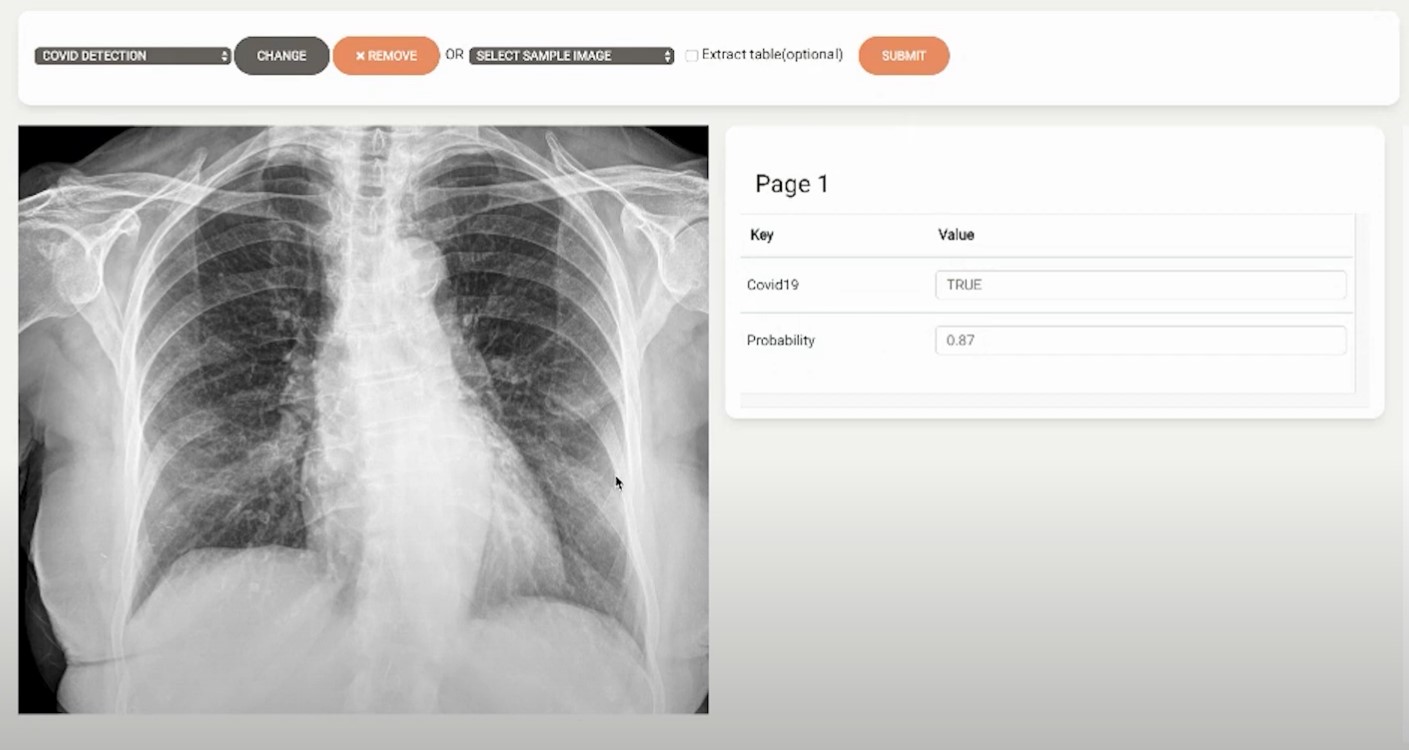 COVID DETECTION CHANGE ✖ REMOVE OR SELECT SAMPLE IMAGE Extract table(optional) SUBMIT
Page 1
Key Value
Covid19 TRUE
Probability 0.87